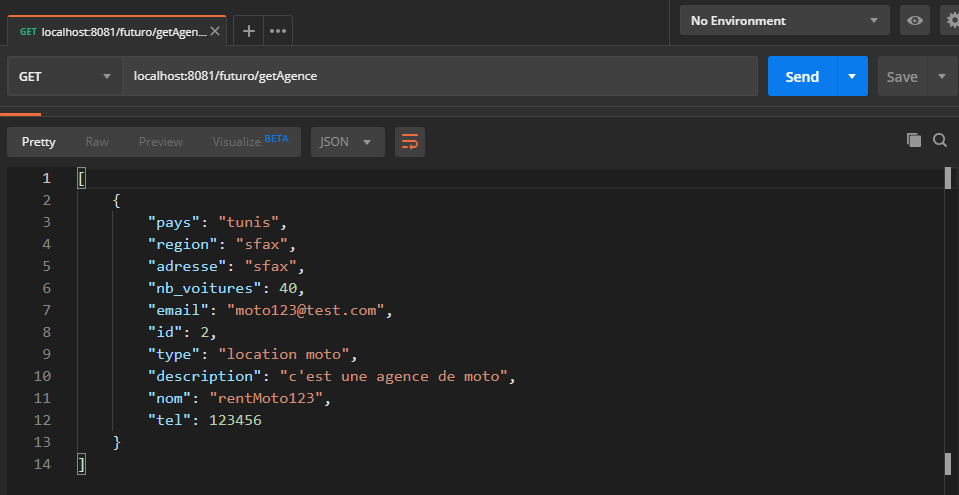 GET localhost:8081/futuro/getAgen...
No Environment
GET localhost:8081/futuro/getAgence Send Save
Pretty Raw Preview Visualize BETA JSON
1 [
2 {
3 "pays": "tunis",
4 "region": "sfax",
5 "adresse": "sfax",
6 "nb_voitures": 40,
7 "email": "moto123@test.com",
8 "id": 2,
9 "type": "location moto",
10 "description": "c'est une agence de moto",
11 "nom": "rentMoto123",
12 "tel": 123456
13 }
14 ]